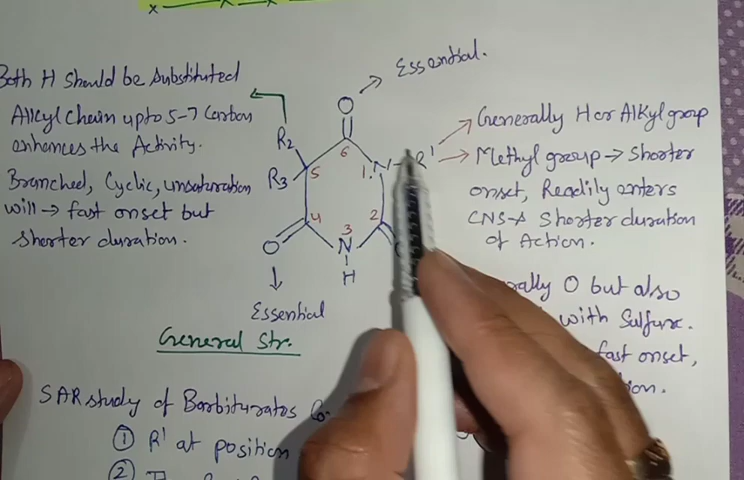 Both H should be substituted
Alkyl chain upto 5-7 Carbon
enhances the Activity.
Branched, Cyclic, unsaturation
will → fast onset but
shorter duration.
Essential.
O
R2
R3
6
5
1
N
R'
4
3
2
O
N
H
Essential
General Str.
Generally H or Alkyl group
Methyl group → Shorter
onset, Readily enters
CNS → Shorter duration
of Action.
O but also
with Sulfur.
fast onset,
SAR study of Barbiturates
① R' at position
②